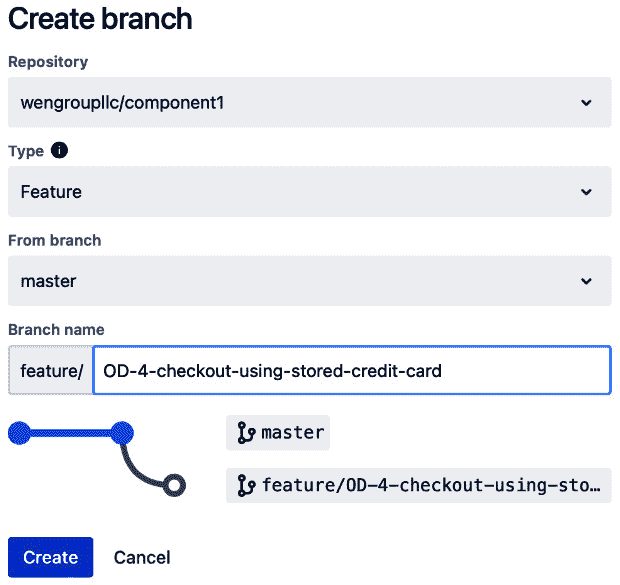 Create branch
Repository
wengroupllc/component1
Type
Feature
From branch
master
Branch name
feature/ OD-4-checkout-using-stored-credit-card
master
feature/OD-4-checkout-using-sto...
Create Cancel